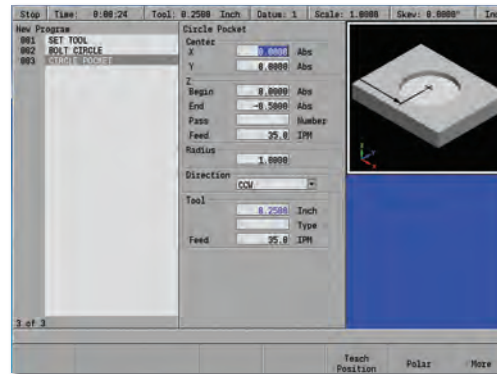 Stop Time: 0:00:24 Tool: 0.2500 Inch Datum: 1 Scale: 1.0000 Skew: 0.0000° In
New Program
001 SET TOOL
002 BOLT CIRCLE
003 CIRCLE POCKET
3 of 3
Circle Pocket
Center
X 0.0000 Abs
Y 0.0000 Abs
Z
Begin 0.0000 Abs
End -0.5000 Abs
Pass Number
Feed 35.0 IPM
Radius
1.0000
Direction
CCW
Tool
0.2500 Inch
Type
Feed 35.0 IPM
Teach Position
Polar
More